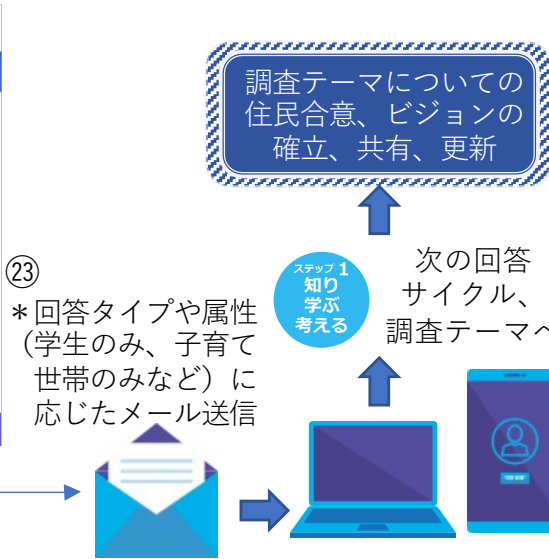 調査テーマについての
住民合意、ビジョンの
確立、共有、更新
ステップ 1
知り
学ぶ
考える
次の回答
サイクル、
調査テーマへ
㉓
＊回答タイプや属性
（学生のみ、子育て
世帯のみなど）に
応じたメール送信